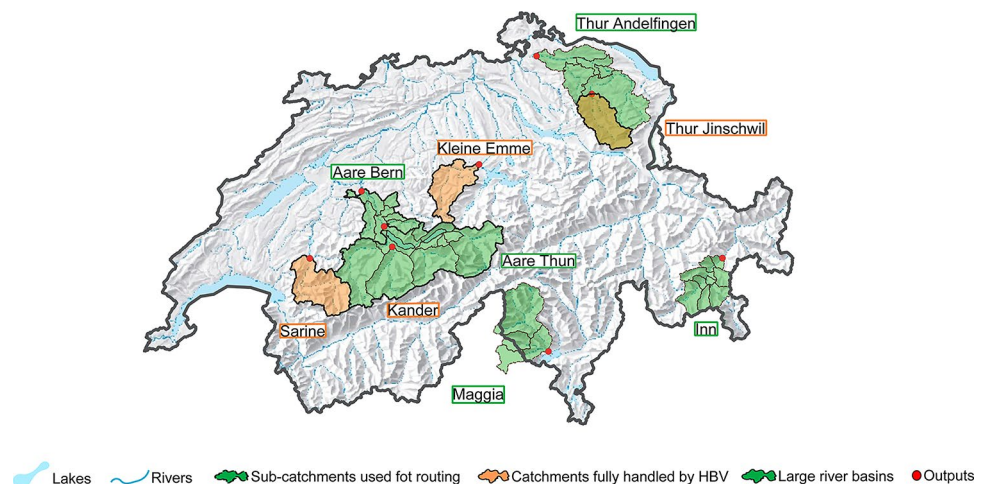 Thur Andelfingen
Thur Jinschwil
Kleine Emme
Aare Bern
Aare Thun
Kander
Sarine
Inn
Maggia
Lakes
Rivers
Sub-catchments used fot routing
Catchments fully handled by HBV
Large river basins
Outputs